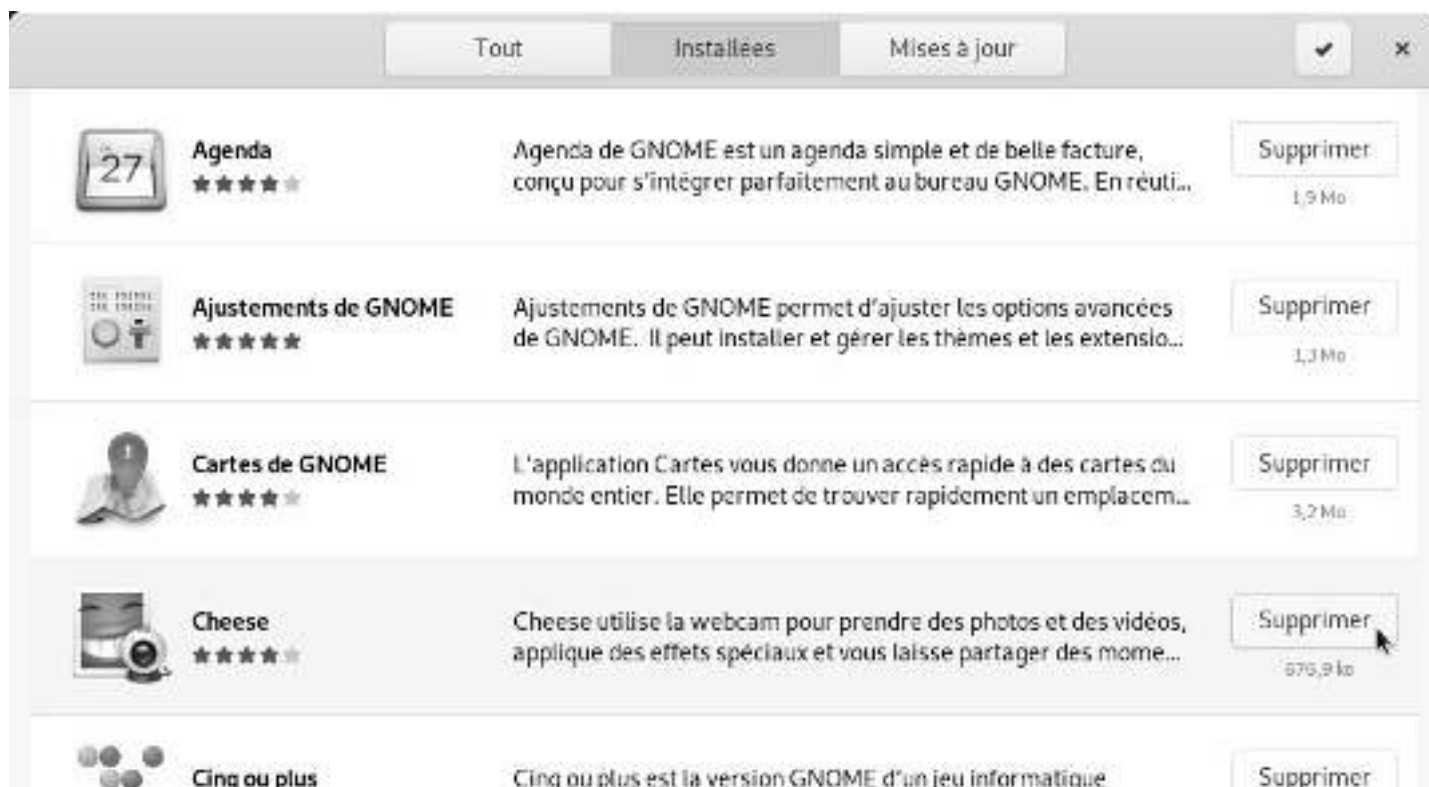 Tout Installées Mises à jour
Agenda
Agenda de GNOME est un agenda simple et de belle facture,
conçu pour s'intégrer parfaitement au bureau GNOME. En réuti...
Supprimer
1,9 Mo
27
Ajustements de GNOME
Ajustements de GNOME permet d'ajuster les options avancées
de GNOME. Il peut installer et gérer les thèmes et les extensio...
Supprimer
1,3 Mo
Cartes de GNOME
L'application Cartes vous donne un accès rapide à des cartes du
monde entier. Elle permet de trouver rapidement un emplacem...
Supprimer
3,2 Mo
Cheese
Cheese utilise la webcam pour prendre des photos et des vidéos,
applique des effets spéciaux et vous laisse partager des mome...
Supprimer
676,9 ko
Cinq ou plus
Cinq ou plus est la version GNOME d'un jeu informatique
Supprimer